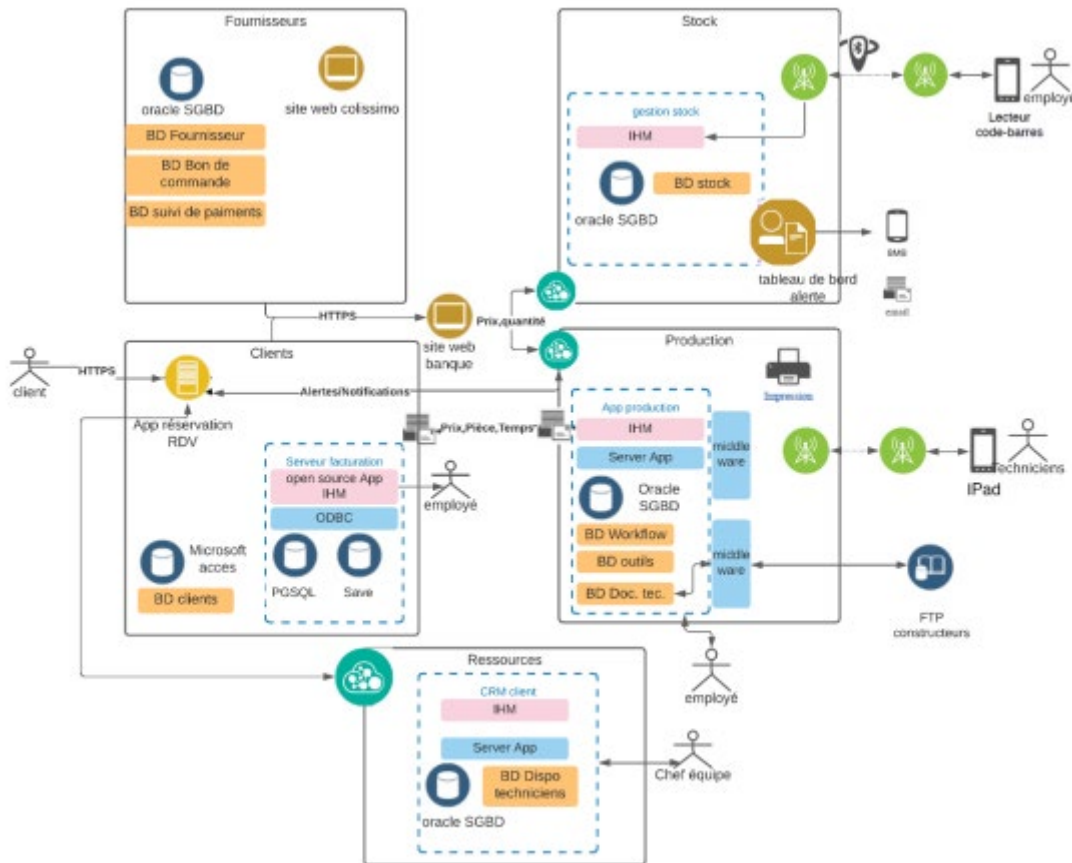 Fournisseurs
oracle SGBD
site web colissimo
BD Fournisseur
BD Bon de
commande
BD suivi de paiments
Stock
gestion stock
IHM
BD stock
oracle SGBD
tableau de bord
alerte
SMS
email
employé
Lecteur
code-barres
HTTPS
site web
banque
Prix,quantité
Clients
client
HTTPS
App réservation
RDV
Alertes/Notifications
Prix,Pièce,Temps
Serveur facturation
open source App
IHM
ODBC
PGSQL
Save
employé
Microsoft
acces
BD clients
Production
Impression
App production
IHM
Server App
Oracle
SGBD
BD Workflow
BD outils
BD Doc. tec.
middle
ware
middle
ware
Techniciens
IPad
FTP
constructeurs
employé
Ressources
CRM client
IHM
Server App
BD Dispo
techniciens
oracle SGBD
Chef équipe